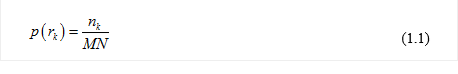 p(r_k) = n_k / MN (1.1)